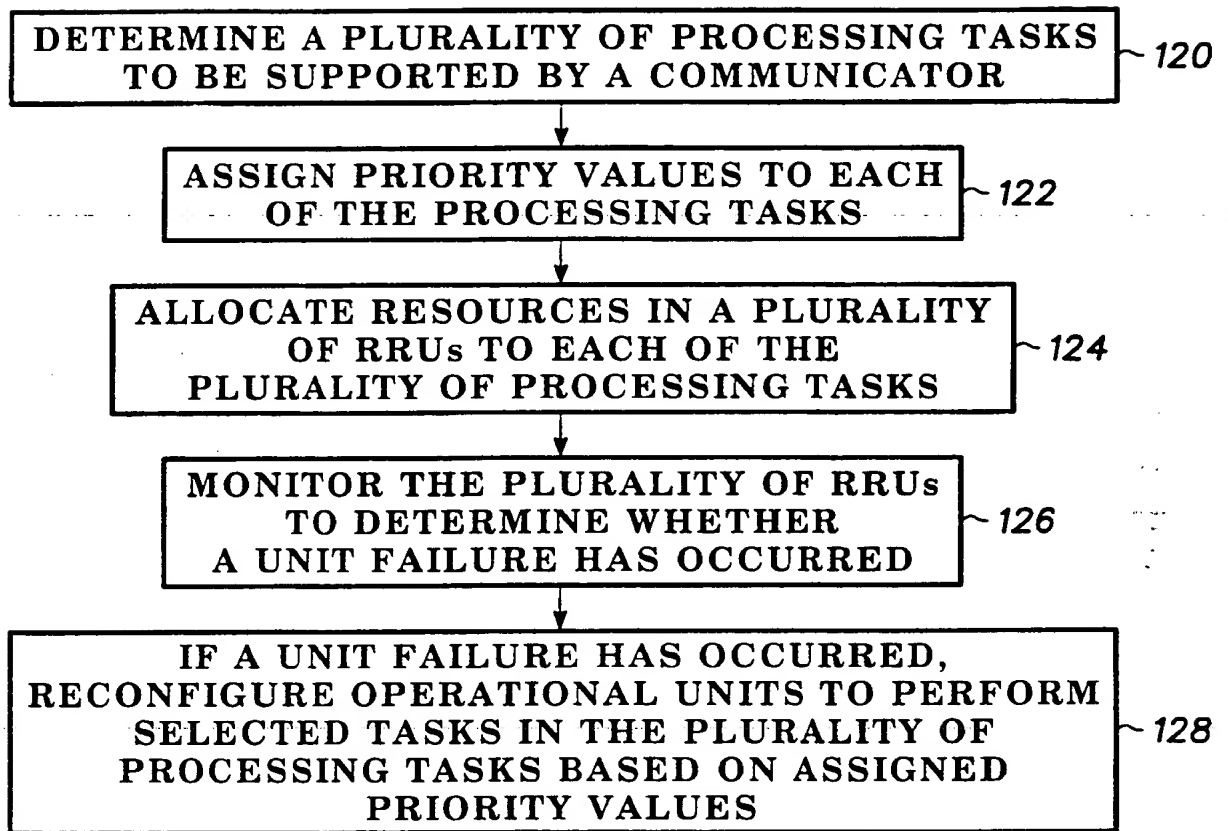 DETERMINE A PLURALITY OF PROCESSING TASKS
TO BE SUPPORTED BY A COMMUNICATOR
120
ASSIGN PRIORITY VALUES TO EACH
OF THE PROCESSING TASKS
122
ALLOCATE RESOURCES IN A PLURALITY
OF RRUs TO EACH OF THE
PLURALITY OF PROCESSING TASKS
124
MONITOR THE PLURALITY OF RRUs
TO DETERMINE WHETHER
A UNIT FAILURE HAS OCCURRED
126
IF A UNIT FAILURE HAS OCCURRED,
RECONFIGURE OPERATIONAL UNITS TO PERFORM
SELECTED TASKS IN THE PLURALITY OF
PROCESSING TASKS BASED ON ASSIGNED
PRIORITY VALUES
128